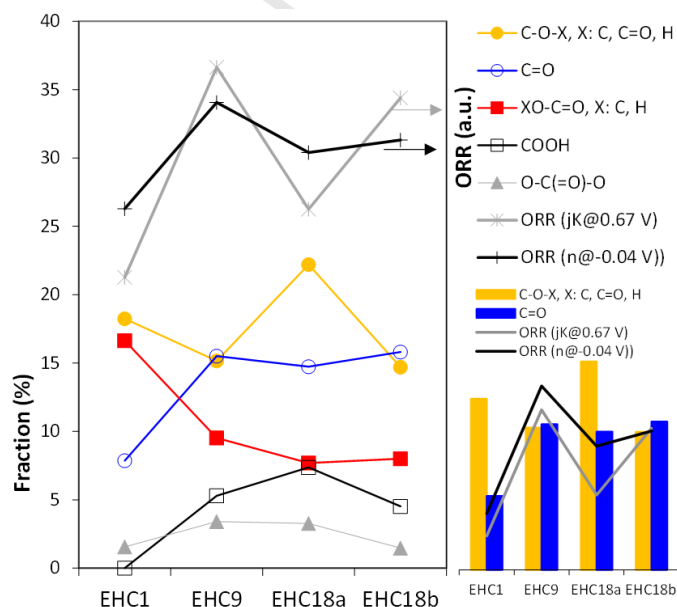 40
35
30
25
20
15
10
5
0
Fraction (%)
EHC1 EHC9 EHC18a EHC18b
ORR (a.u.)
C-O-X, X: C, C=O, H
C=O
XO-C=O, X: C, H
COOH
O-C(=O)-O
ORR (jK@0.67 V)
ORR (n@-0.04 V))
C-O-X, X: C, C=O, H
C=O
ORR (jK@0.67 V)
ORR (n@-0.04 V))
EHC1 EHC9 EHC18a EHC18b